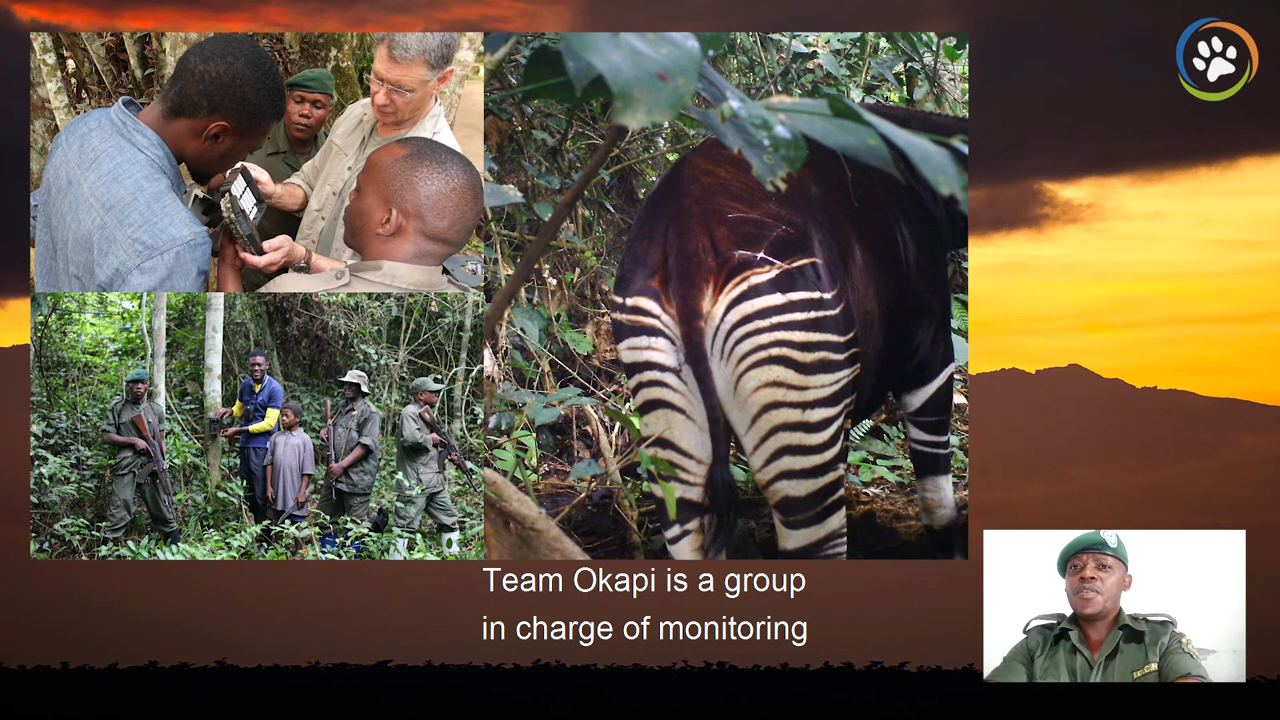 Team Okapi is a group
in charge of monitoring
I.C.C.N